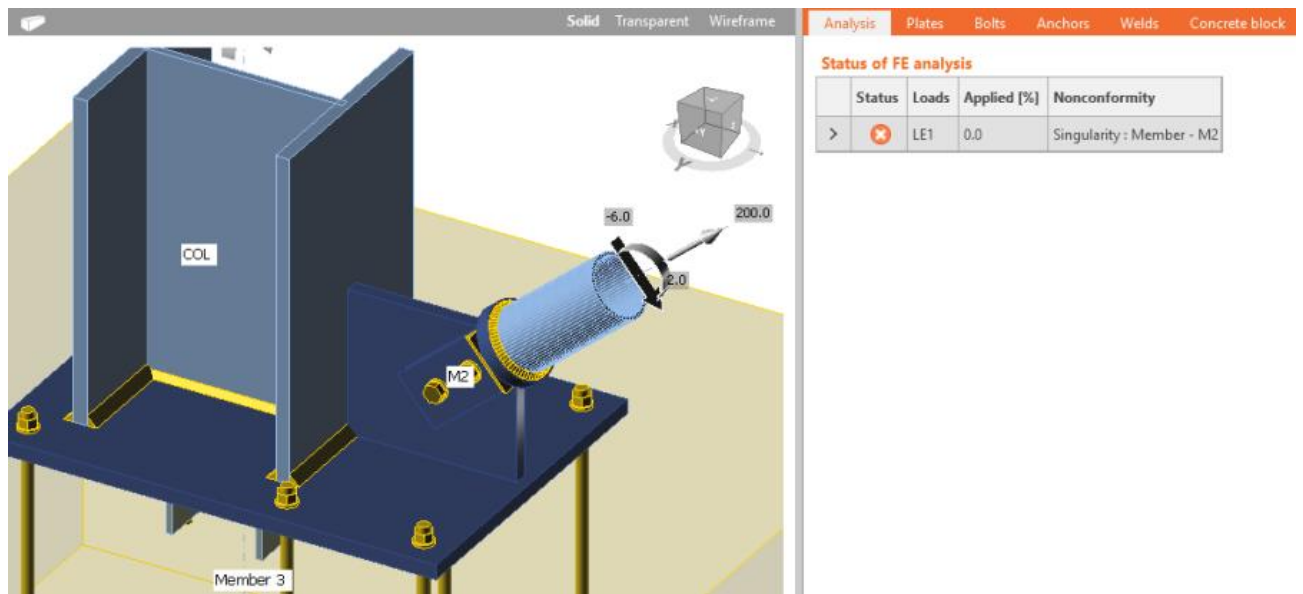 Solid Transparent Wireframe
Analysis Plates Bolts Anchors Welds Concrete block
Status of FE analysis
Status Loads Applied [%] Nonconformity
> LE1 0.0 Singularity : Member - M2
-6.0
200.0
2.0
COL
M2
Member 3